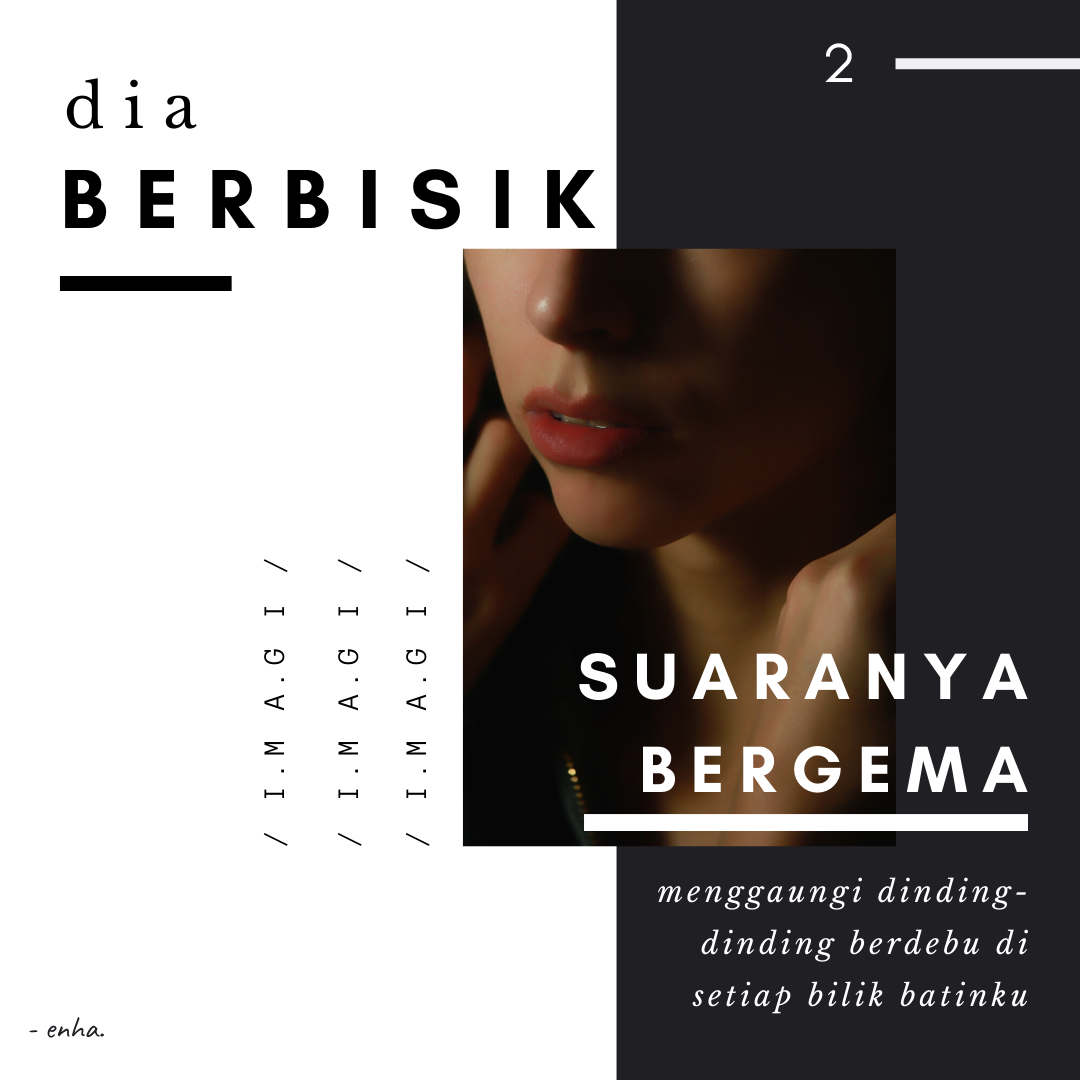 2
dia
BERBISIK
/ I.M A.G I /
/ I.M A.G I /
/ I.M A.G I /
SUARANYA
BERGEMA
menggaungi dinding-
dinding berdebu di
setiap bilik batinku
- enha.